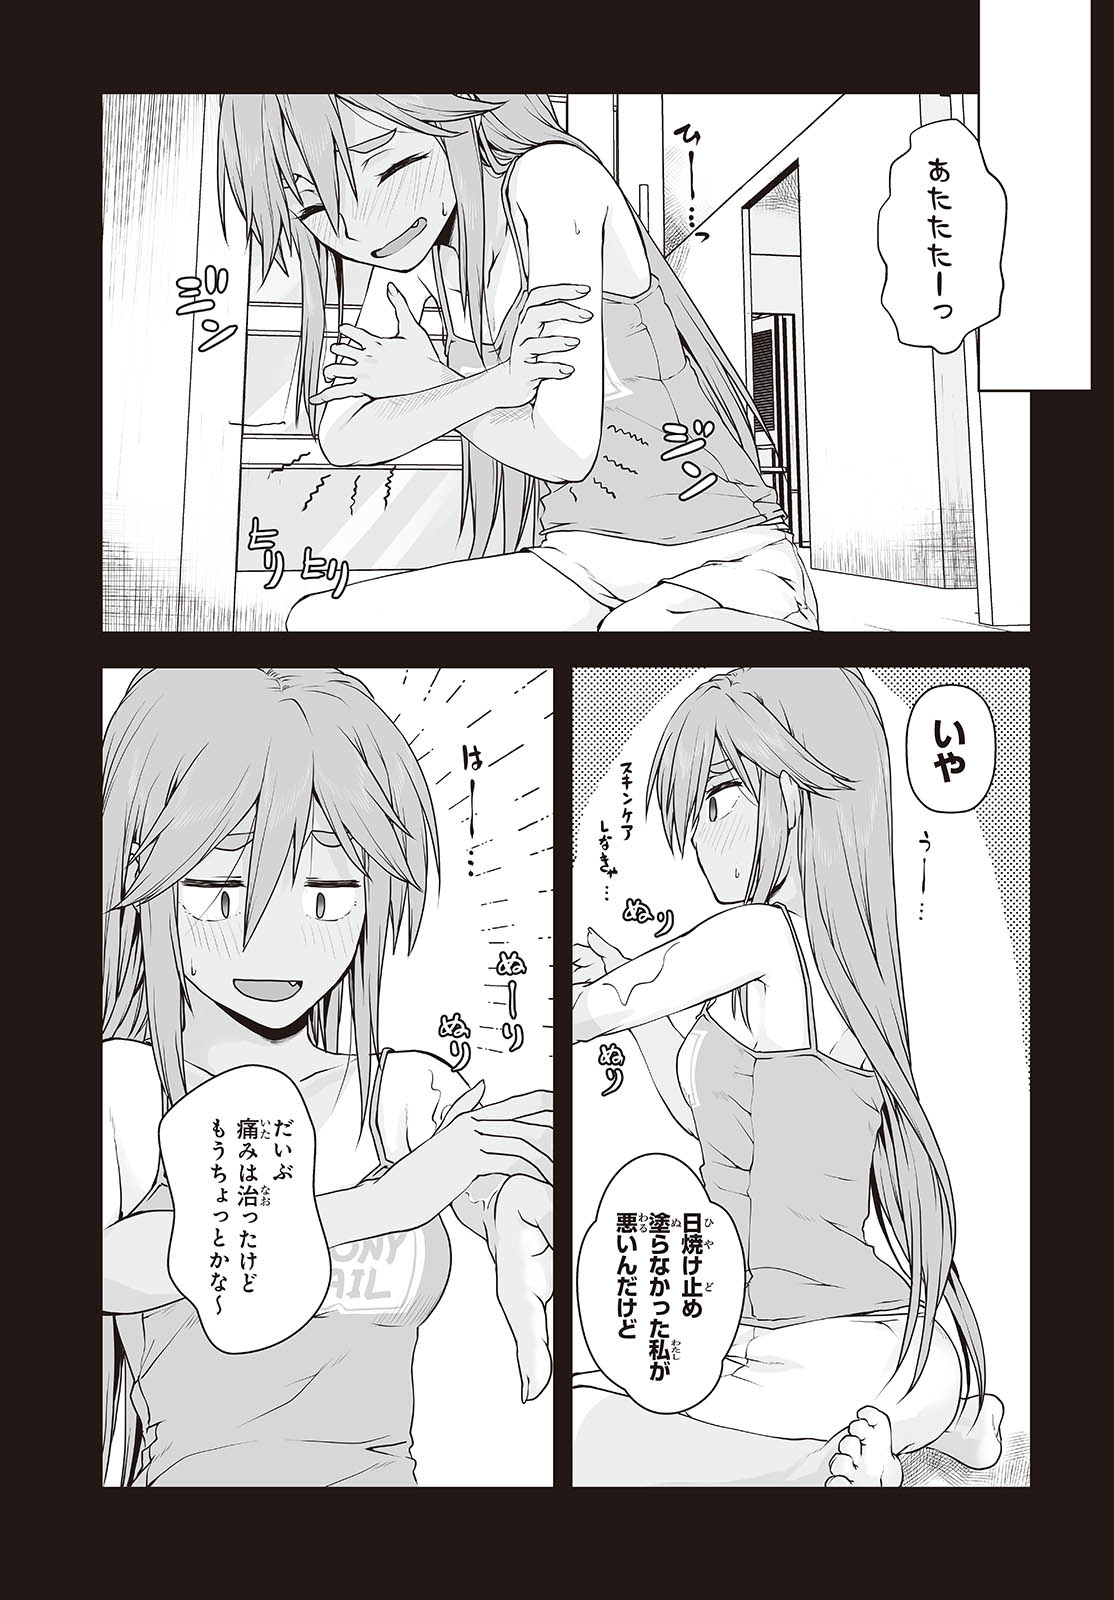 あたたたーっ
ひー…っ
ジン
ジン
ヒリ
ヒリ
いや
うー…
スキンケア
しなきゃ…
ぬり
ぬり
日焼け止め
塗らなかった私が
悪いんだけど
はー…
ぬーり
ぬり
だいぶ
痛みは治ったけど
もうちょっとかな〜
ONY
AIL